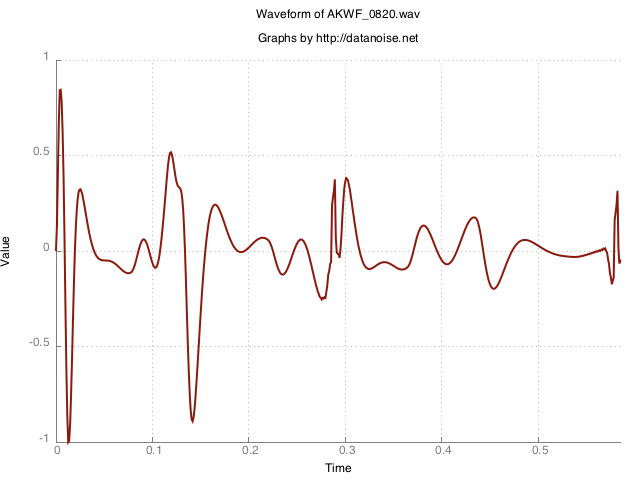 Waveform of AKWF_0820.wav
Graphs by http://datanoise.net
1
0.5
0
-0.5
-1
Value
0 0.1 0.2 0.3 0.4 0.5
Time